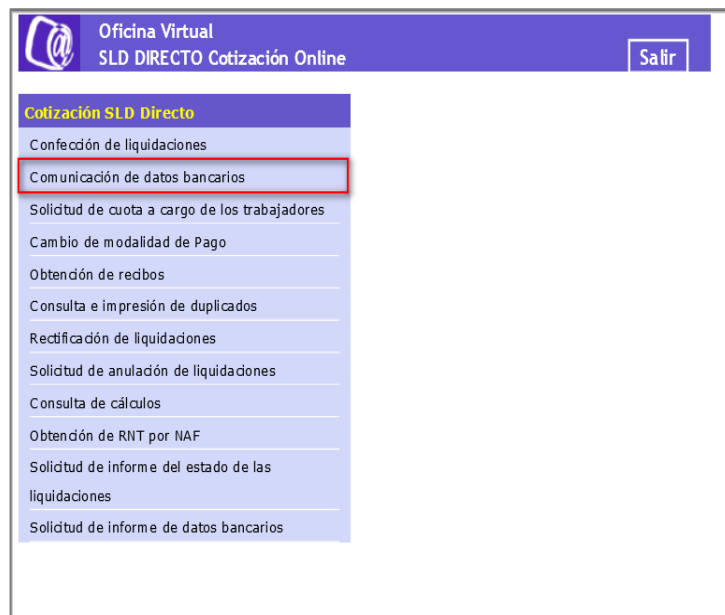 Oficina Virtual
SLD DIRECTO Cotización Online
Salir
Cotización SLD Directo
Confección de liquidaciones
Comunicación de datos bancarios
Solicitud de cuota a cargo de los trabajadores
Cambio de modalidad de Pago
Obtención de recibos
Consulta e impresión de duplicados
Rectificación de liquidaciones
Solicitud de anulación de liquidaciones
Consulta de cálculos
Obtención de RNT por NAF
Solicitud de informe del estado de las
liquidaciones
Solicitud de informe de datos bancarios